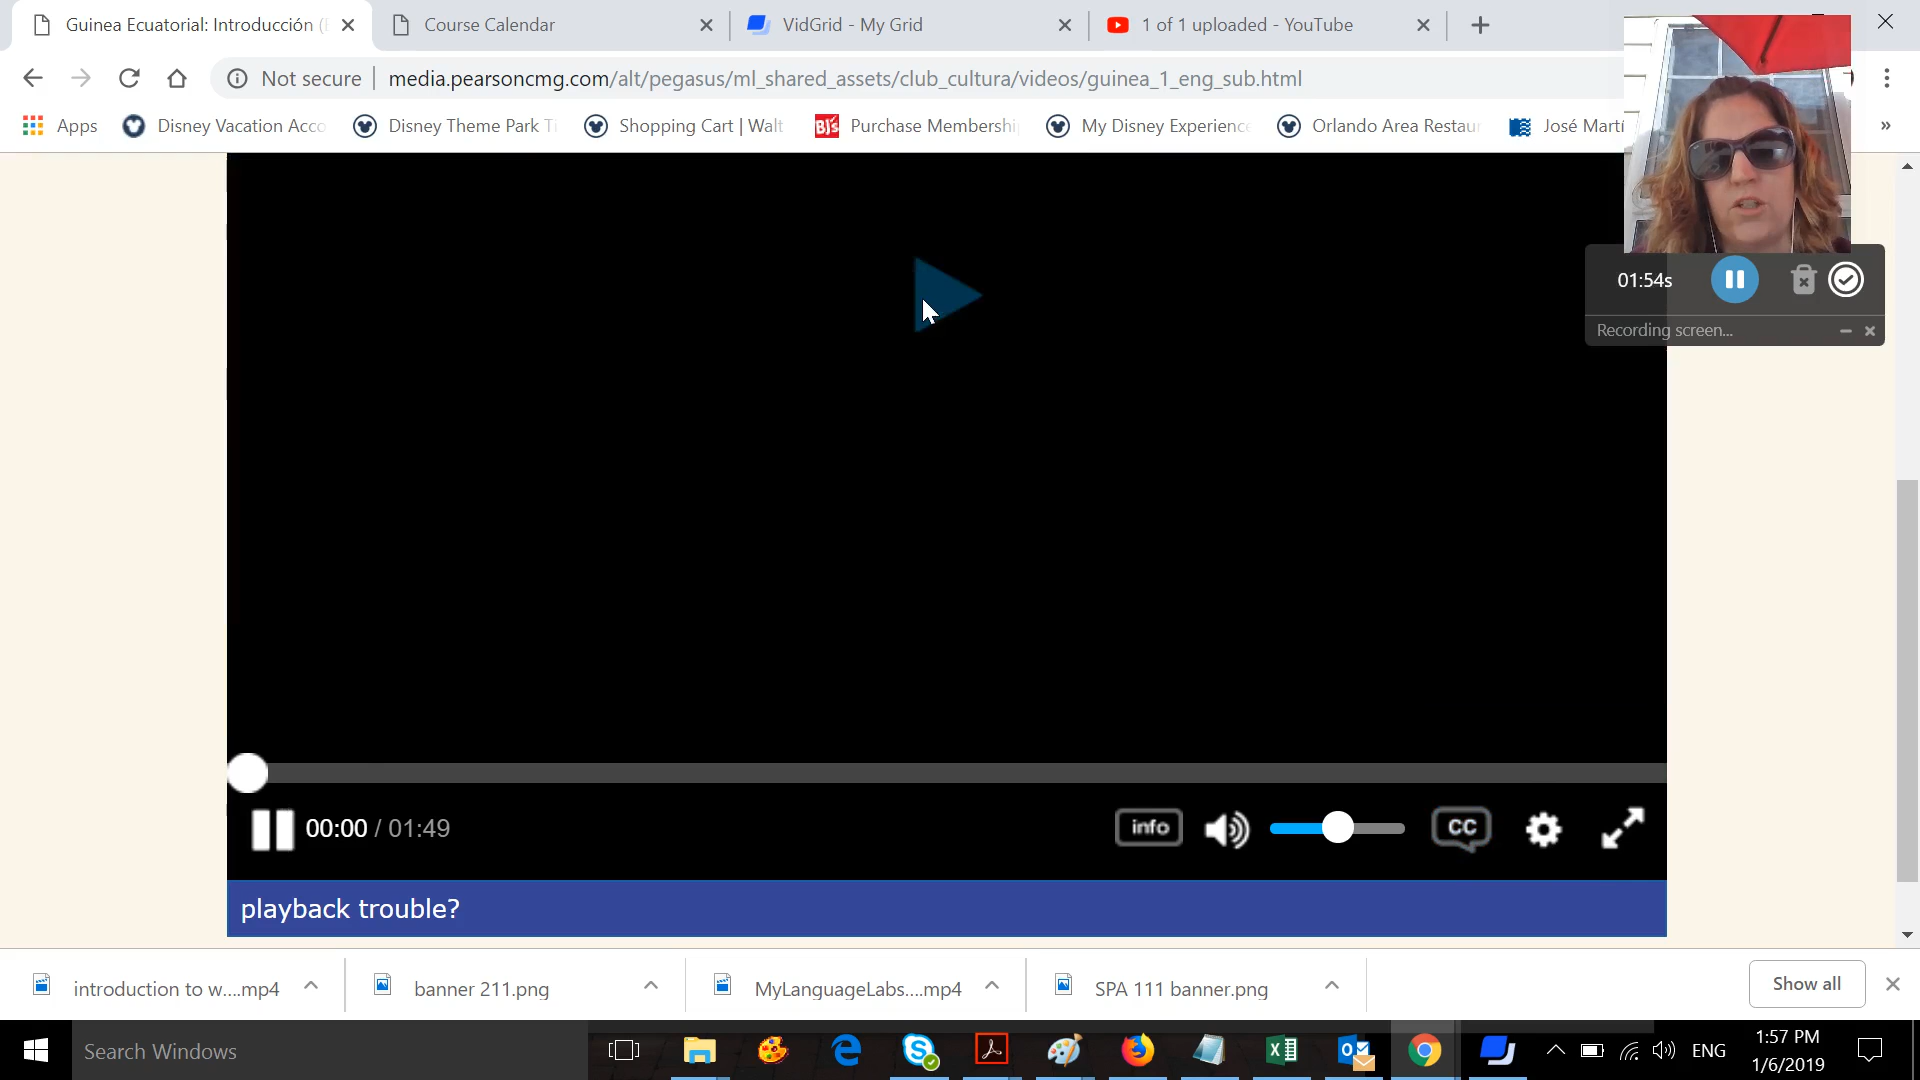 Guinea Ecuatorial: Introducción (
Course Calendar
VidGrid - My Grid
1 of 1 uploaded - YouTube
Not secure
media.pearsoncmg.com/alt/pegasus/ml_shared_assets/club_cultura/videos/guinea_1_eng_sub.html
Apps
Disney Vacation Acco
Disney Theme Park Ti
Shopping Cart | Walt
BJ's
Purchase Membershi
My Disney Experience
Orlando Area Restau
José Martí
»
01:54s
Recording screen...
00:00 / 01:49
info
CC
playback trouble?
introduction to w....mp4
banner 211.png
MyLanguageLabs....mp4
SPA 111 banner.png
Show all
Search Windows
ENG
1:57 PM
1/6/2019